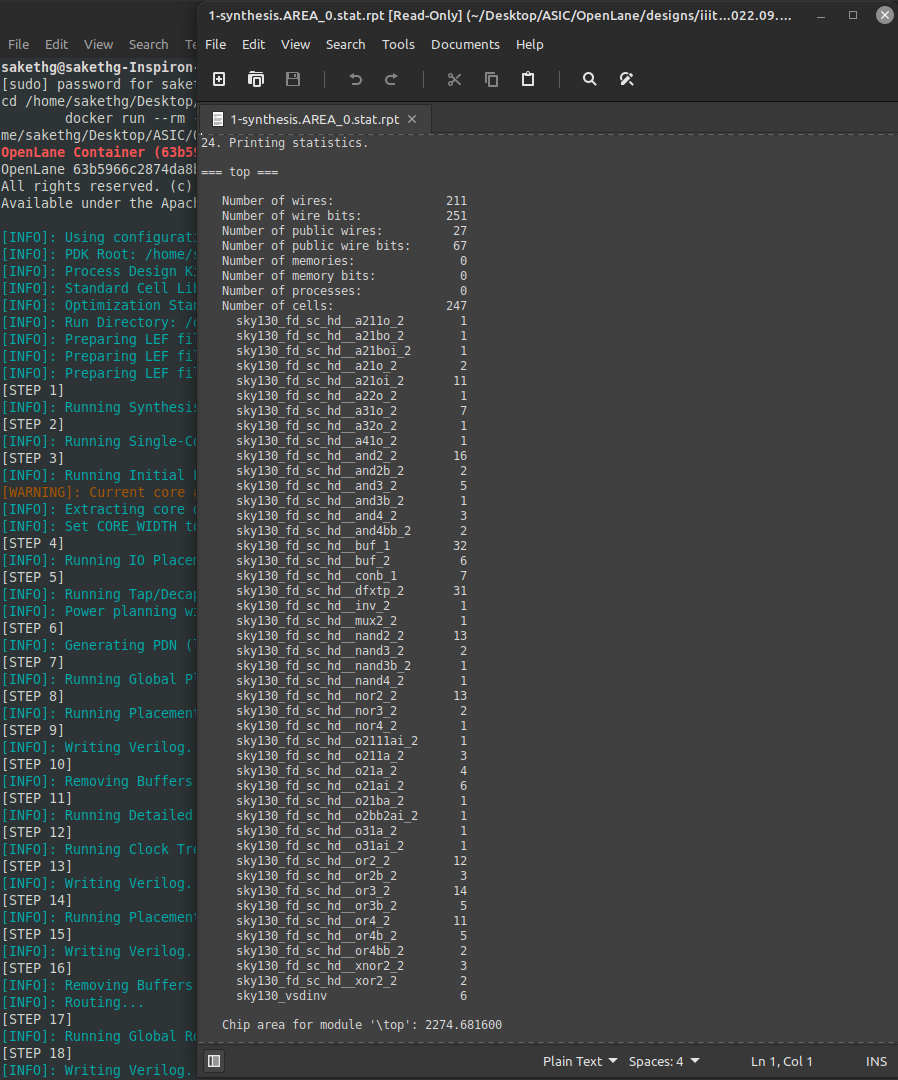 File Edit View Search Te
sakethg@sakethg-Inspiron-
[sudo] password for saket
cd /home/sakethg/Desktop/
docker run --rm
me/sakethg/Desktop/ASIC/O
OpenLane Container (63b59
OpenLane 63b5966c2874da8b
All rights reserved. (c)
Available under the Apach
[INFO]: Using configurati
[INFO]: PDK Root: /home/s
[INFO]: Process Design Ki
[INFO]: Standard Cell Lib
[INFO]: Optimization Stan
[INFO]: Run Directory: /o
[INFO]: Preparing LEF fil
[INFO]: Preparing LEF fil
[INFO]: Preparing LEF fil
[STEP 1]
[INFO]: Running Synthesis
[STEP 2]
[INFO]: Running Single-Co
[STEP 3]
[INFO]: Running Initial F
[WARNING]: Current core a
[INFO]: Extracting core d
[INFO]: Set CORE_WIDTH to
[STEP 4]
[INFO]: Running IO Placem
[STEP 5]
[INFO]: Running Tap/Decap
[INFO]: Power planning wi
[STEP 6]
[INFO]: Generating PDN (l
[STEP 7]
[INFO]: Running Global Pl
[STEP 8]
[INFO]: Running Placement
[STEP 9]
[INFO]: Writing Verilog.
[STEP 10]
[INFO]: Removing Buffers
[STEP 11]
[INFO]: Running Detailed
[STEP 12]
[INFO]: Running Clock Tre
[STEP 13]
[INFO]: Writing Verilog.
[STEP 14]
[INFO]: Running Placement
[STEP 15]
[INFO]: Writing Verilog.
[STEP 16]
[INFO]: Removing Buffers
[INFO]: Routing...
[STEP 17]
[INFO]: Running Global Ro
[STEP 18]
[INFO]: Writing Verilog.
1-synthesis.AREA_0.stat.rpt [Read-Only] (~/Desktop/ASIC/OpenLane/designs/iiit...022.09....
File Edit View Search Tools Documents Help
1-synthesis.AREA_0.stat.rpt
24. Printing statistics.
=== top ===
Number of wires: 211
Number of wire bits: 251
Number of public wires: 27
Number of public wire bits: 67
Number of memories: 0
Number of memory bits: 0
Number of processes: 0
Number of cells: 247
sky130_fd_sc_hd__a211o_2 1
sky130_fd_sc_hd__a21bo_2 1
sky130_fd_sc_hd__a21boi_2 1
sky130_fd_sc_hd__a21o_2 2
sky130_fd_sc_hd__a21oi_2 11
sky130_fd_sc_hd__a22o_2 1
sky130_fd_sc_hd__a31o_2 7
sky130_fd_sc_hd__a32o_2 1
sky130_fd_sc_hd__a41o_2 1
sky130_fd_sc_hd__and2_2 16
sky130_fd_sc_hd__and2b_2 2
sky130_fd_sc_hd__and3_2 5
sky130_fd_sc_hd__and3b_2 1
sky130_fd_sc_hd__and4_2 3
sky130_fd_sc_hd__and4bb_2 2
sky130_fd_sc_hd__buf_1 32
sky130_fd_sc_hd__buf_2 6
sky130_fd_sc_hd__conb_1 7
sky130_fd_sc_hd__dfxtp_2 31
sky130_fd_sc_hd__inv_2 1
sky130_fd_sc_hd__mux2_2 1
sky130_fd_sc_hd__nand2_2 13
sky130_fd_sc_hd__nand3_2 2
sky130_fd_sc_hd__nand3b_2 1
sky130_fd_sc_hd__nand4_2 1
sky130_fd_sc_hd__nor2_2 13
sky130_fd_sc_hd__nor3_2 2
sky130_fd_sc_hd__nor4_2 1
sky130_fd_sc_hd__o2111ai_2 1
sky130_fd_sc_hd__o211a_2 3
sky130_fd_sc_hd__o21a_2 4
sky130_fd_sc_hd__o21ai_2 6
sky130_fd_sc_hd__o21ba_2 1
sky130_fd_sc_hd__o2bb2ai_2 1
sky130_fd_sc_hd__o31a_2 1
sky130_fd_sc_hd__o31ai_2 1
sky130_fd_sc_hd__or2_2 12
sky130_fd_sc_hd__or2b_2 3
sky130_fd_sc_hd__or3_2 14
sky130_fd_sc_hd__or3b_2 5
sky130_fd_sc_hd__or4_2 11
sky130_fd_sc_hd__or4b_2 5
sky130_fd_sc_hd__or4bb_2 2
sky130_fd_sc_hd__xnor2_2 3
sky130_fd_sc_hd__xor2_2 2
sky130_vsdinv 6
Chip area for module '\top': 2274.681600
Plain Text Spaces: 4 Ln 1, Col 1 INS